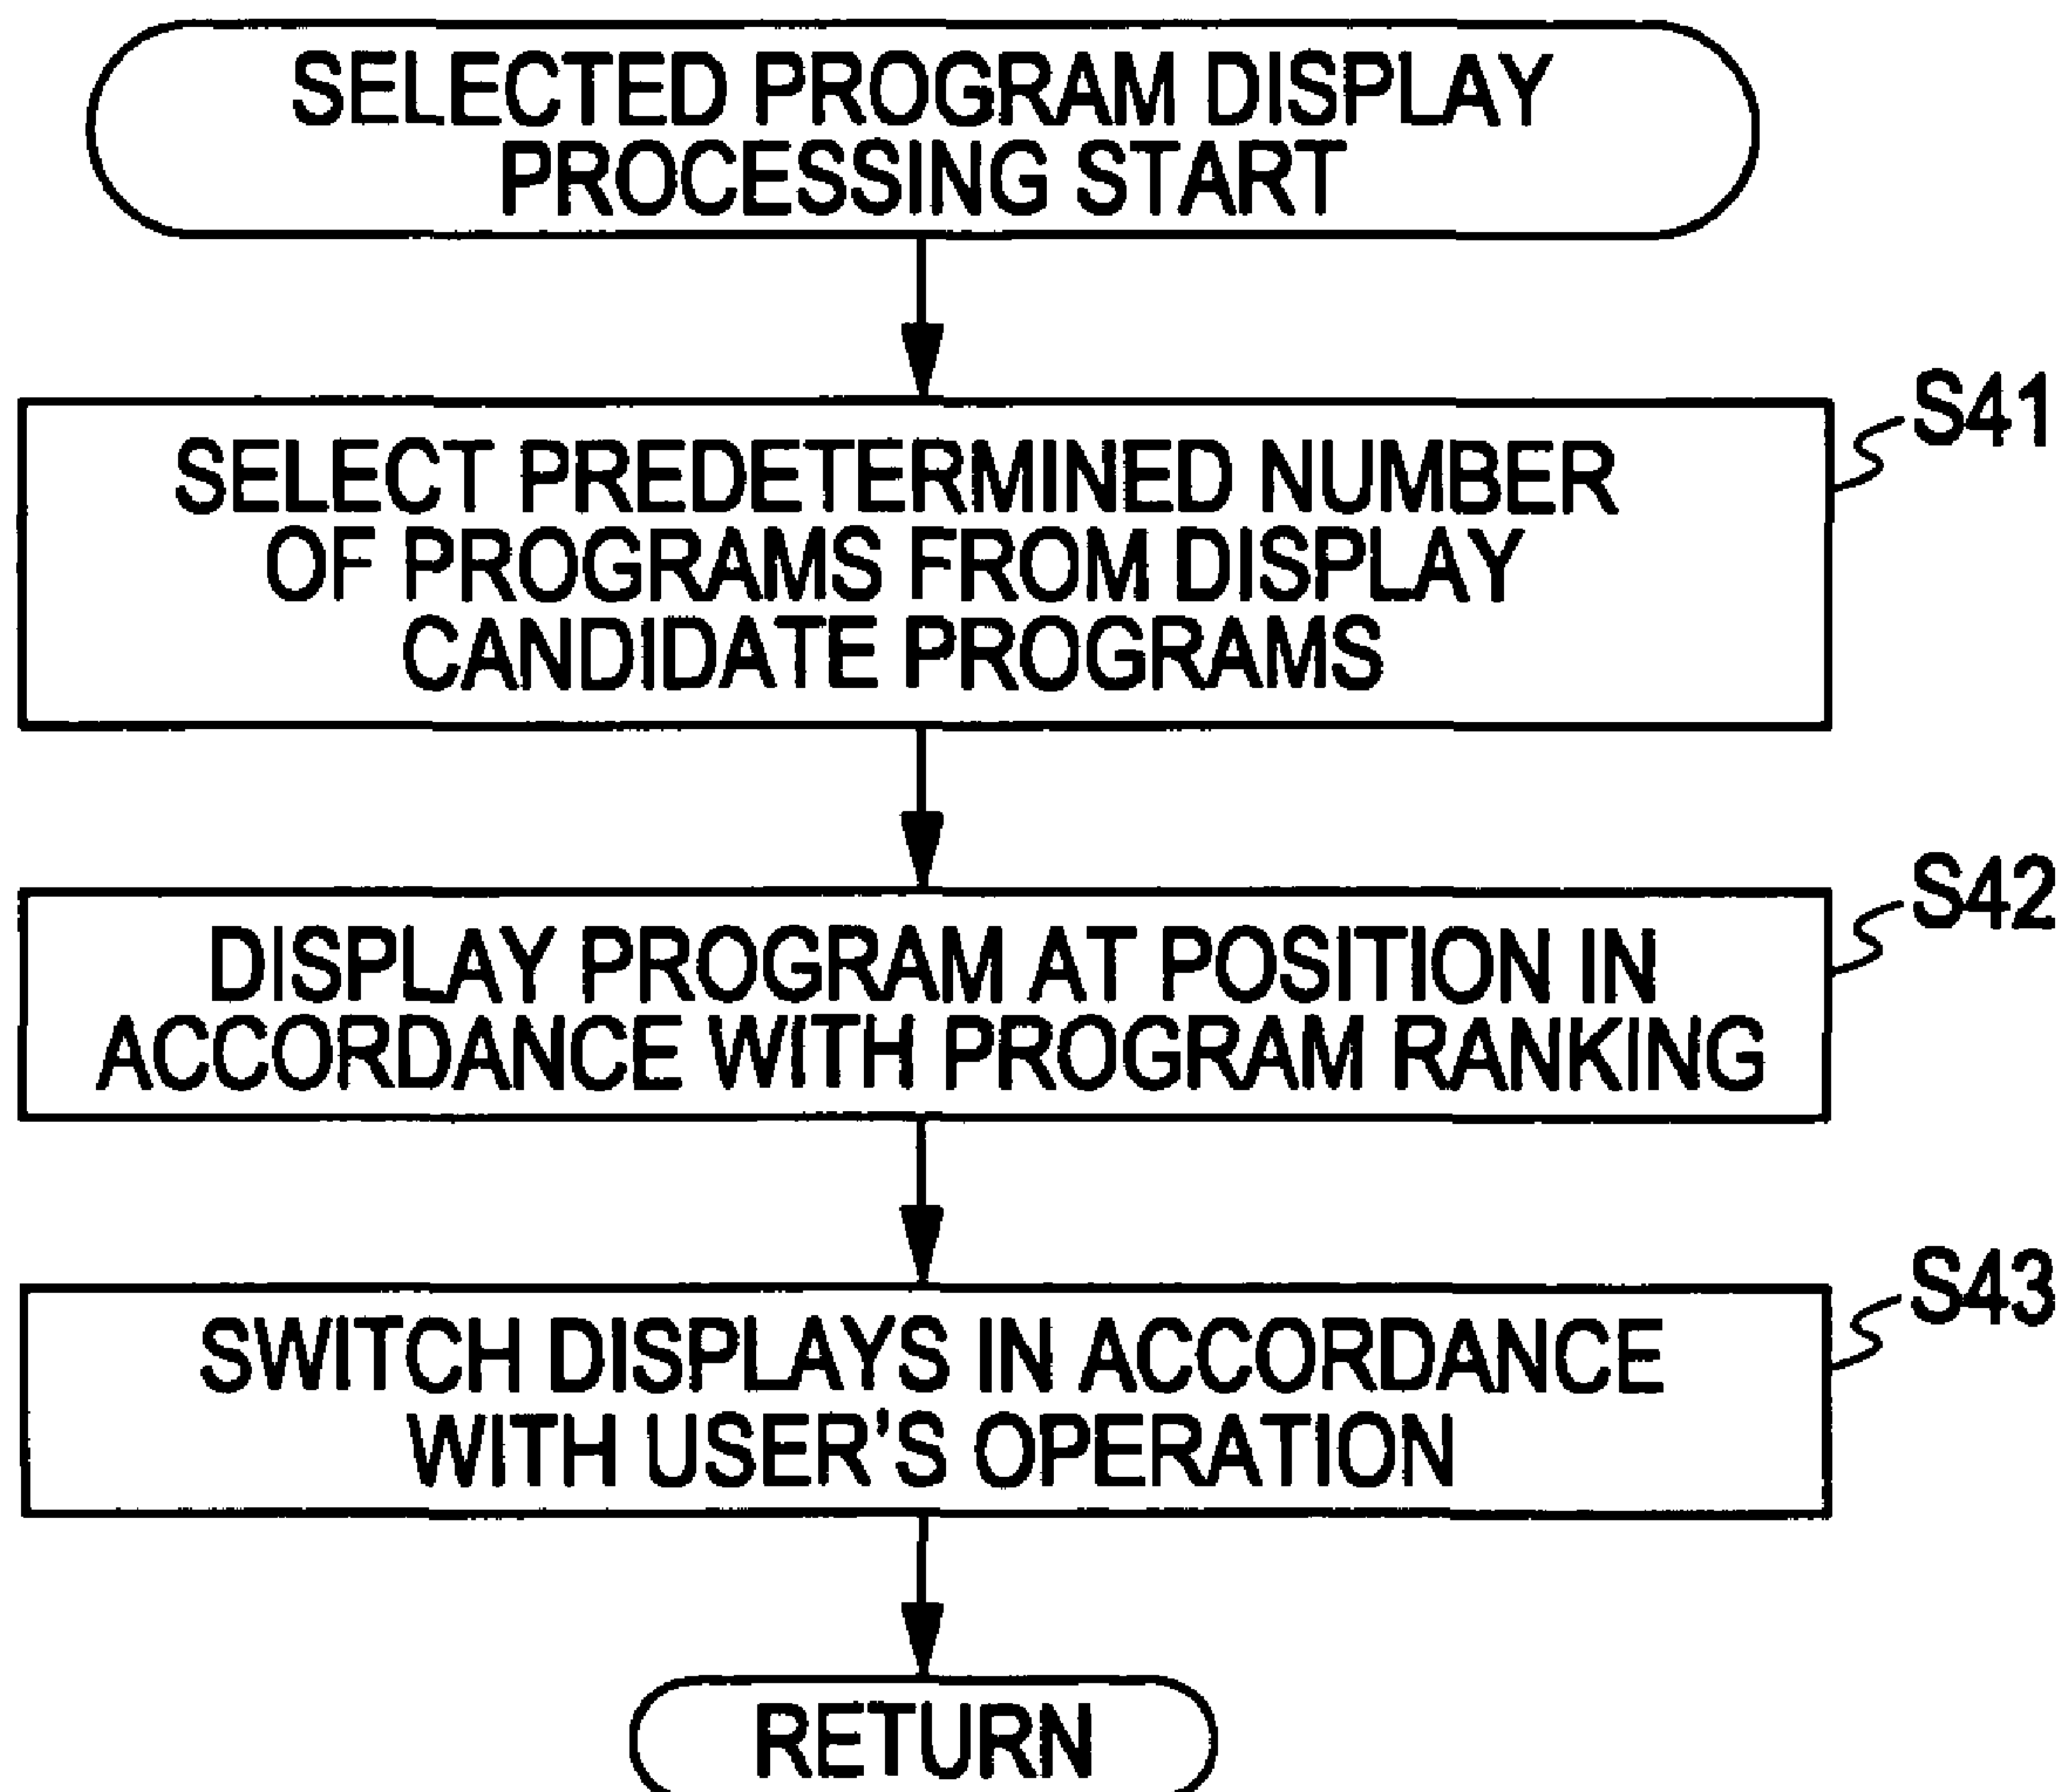 SELECTED PROGRAM DISPLAY
PROCESSING START
S41
SELECT PREDETERMINED NUMBER
OF PROGRAMS FROM DISPLAY
CANDIDATE PROGRAMS
S42
DISPLAY PROGRAM AT POSITION IN
ACCORDANCE WITH PROGRAM RANKING
S43
SWITCH DISPLAYS IN ACCORDANCE
WITH USER'S OPERATION
RETURN